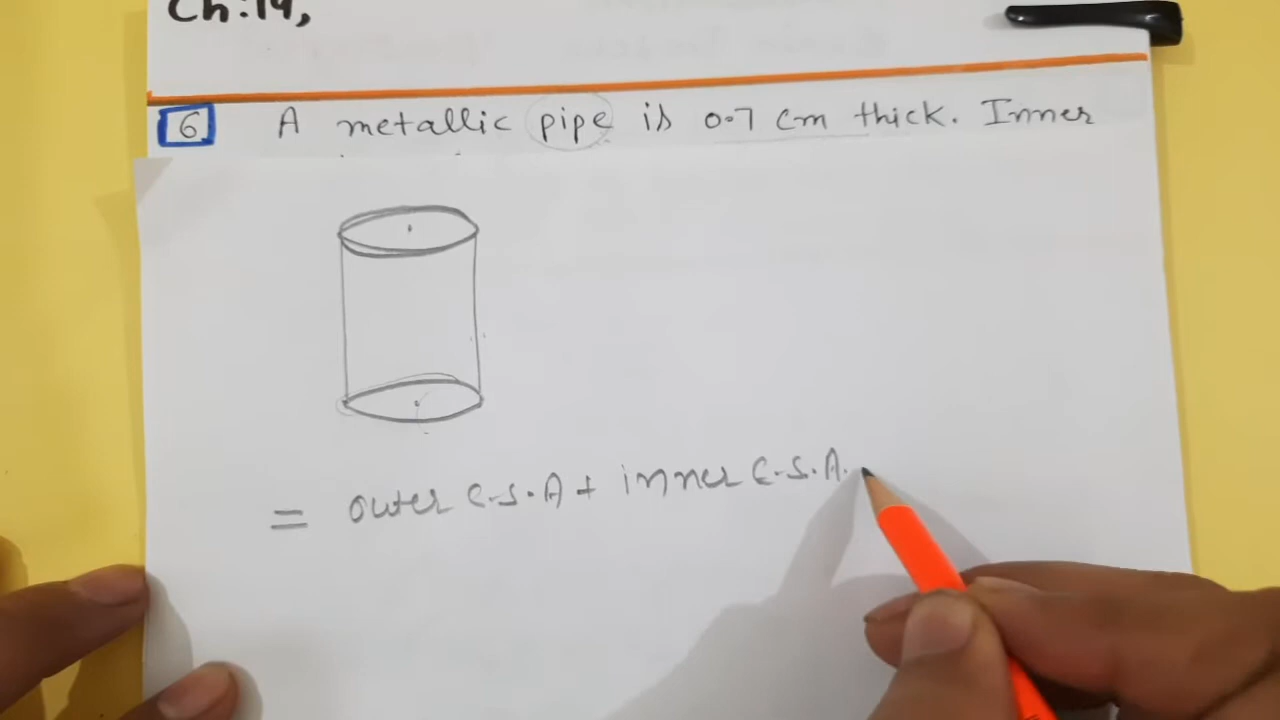 Ch:14,
6 A metallic pipe is 0.7 cm thick. Inner
= outer C.S.A + inner C.S.A.